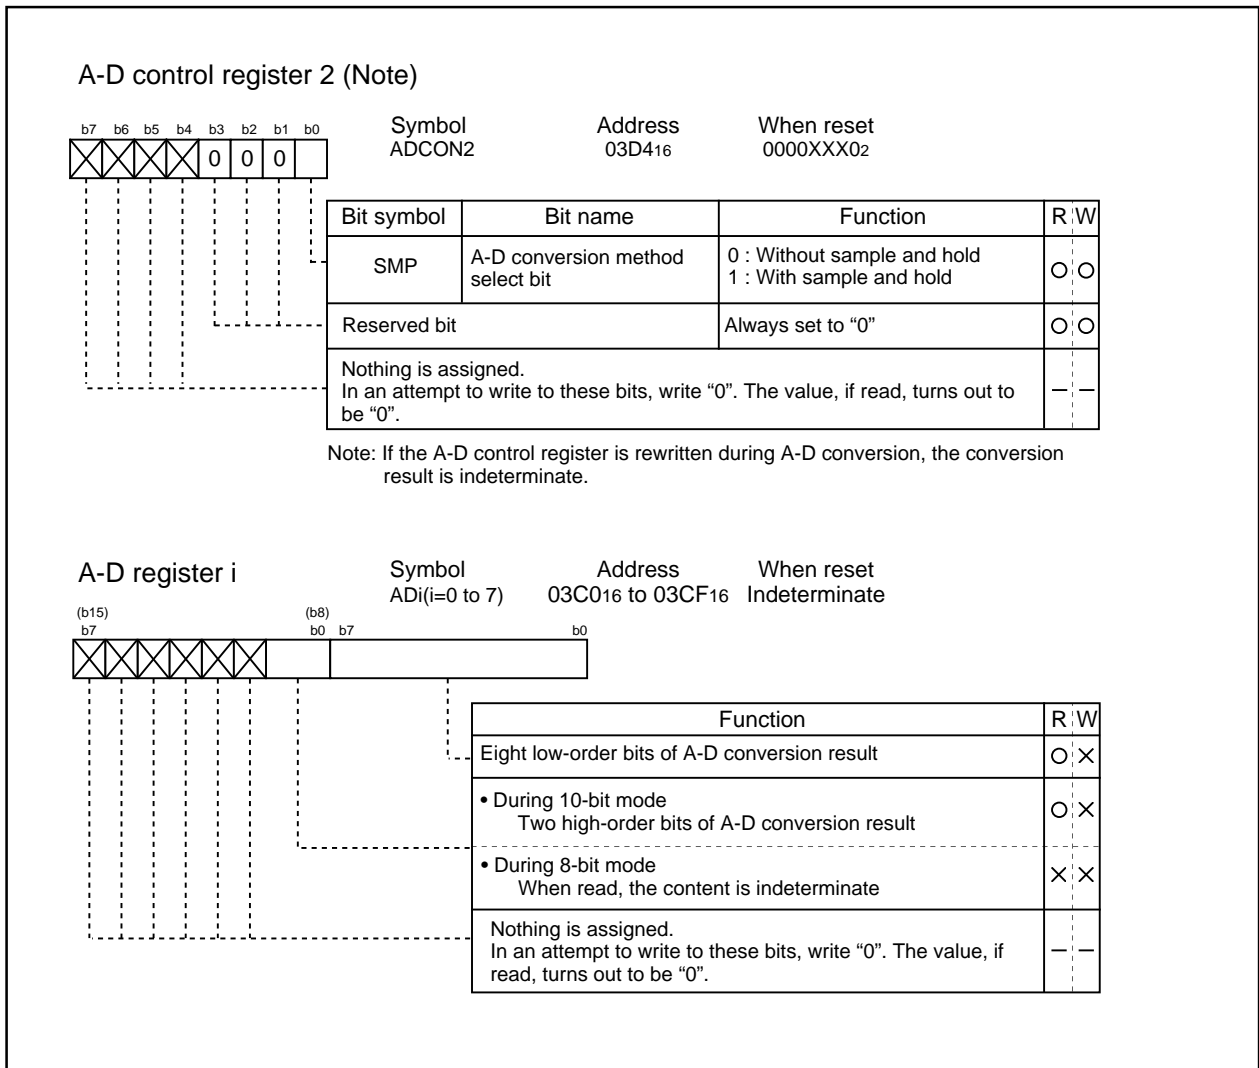 A-D control register 2 (Note)
b7 b6 b5 b4 b3 b2 b1 b0
0 0 0
Symbol Address When reset
ADCON2 03D416 0000XXX02
Bit symbol Bit name Function R W
SMP
A-D conversion method
select bit
0 : Without sample and hold
1 : With sample and hold
Reserved bit Always set to “0”
Nothing is assigned.
In an attempt to write to these bits, write “0”. The value, if read, turns out to
be “0”.
Note: If the A-D control register is rewritten during A-D conversion, the conversion
result is indeterminate.
A-D register i
Symbol Address When reset
ADi(i=0 to 7) 03C016 to 03CF16 Indeterminate
(b15) (b8)
b7 b0 b7 b0
Function R W
Eight low-order bits of A-D conversion result
• During 10-bit mode
Two high-order bits of A-D conversion result
• During 8-bit mode
When read, the content is indeterminate
Nothing is assigned.
In an attempt to write to these bits, write “0”. The value, if
read, turns out to be “0”.